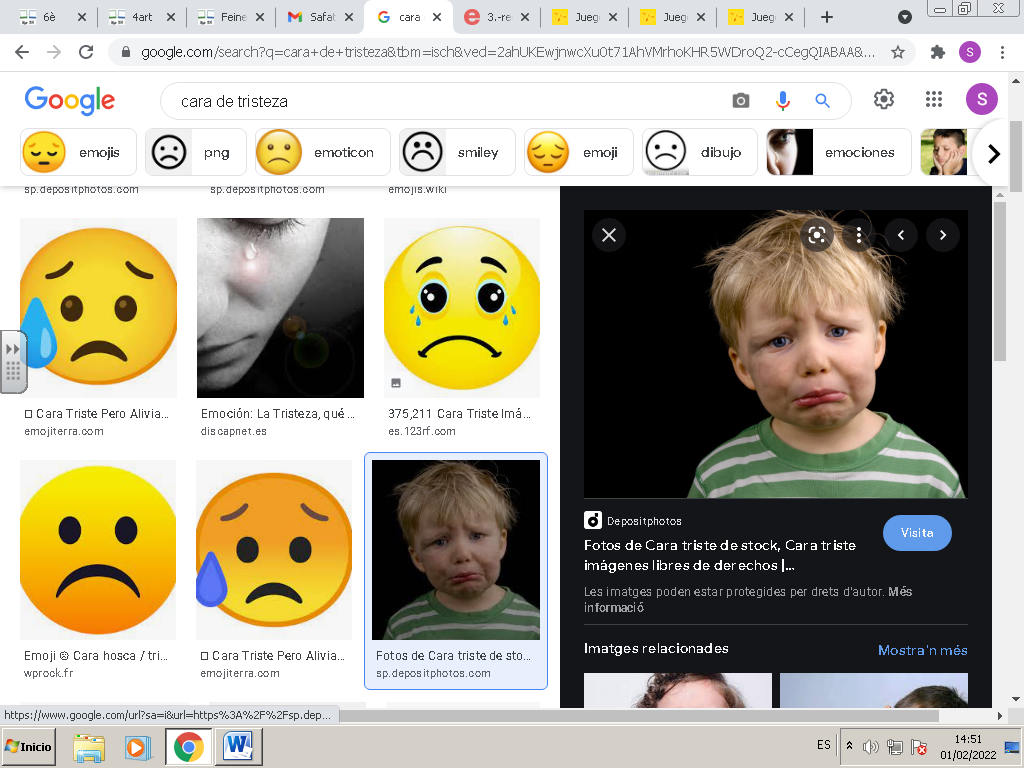 6è
4art
Feine
Safat
cara
3.-re
Jueg
Jueg
Jueg
google.com/search?q=cara+de+tristeza&tbm=isch&ved=2ahUKEwjnwcXu0t71AhVMrhoKHR5WDroQ2-cCegQIABAA&...
S
Google
cara de tristeza
S
emojis
png
emoticon
smiley
emoji
dibujo
emociones
sp.depositphotos.com
sp.depositphotos.com
emojis.wiki
Cara Triste Pero Alivia...
emojiterra.com
Emoción: La Tristeza, qué ...
discapnet.es
375,211 Cara Triste Imá...
es.123rf.com
Emoji ☹ Cara hosca / tri...
wprock.fr
Cara Triste Pero Alivia...
emojiterra.com
Fotos de Cara triste de sto...
sp.depositphotos.com
Depositphotos
Fotos de Cara triste de stock, Cara triste
imágenes libres de derechos |...
Visita
Les imatges poden estar protegides per drets d'autor. Més
informació
Imatges relacionades
Mostra'n més
https://www.google.com/url?sa=i&url=https%3A%2F%2Fsp.dep...
Inicio
ES
14:51
01/02/2022